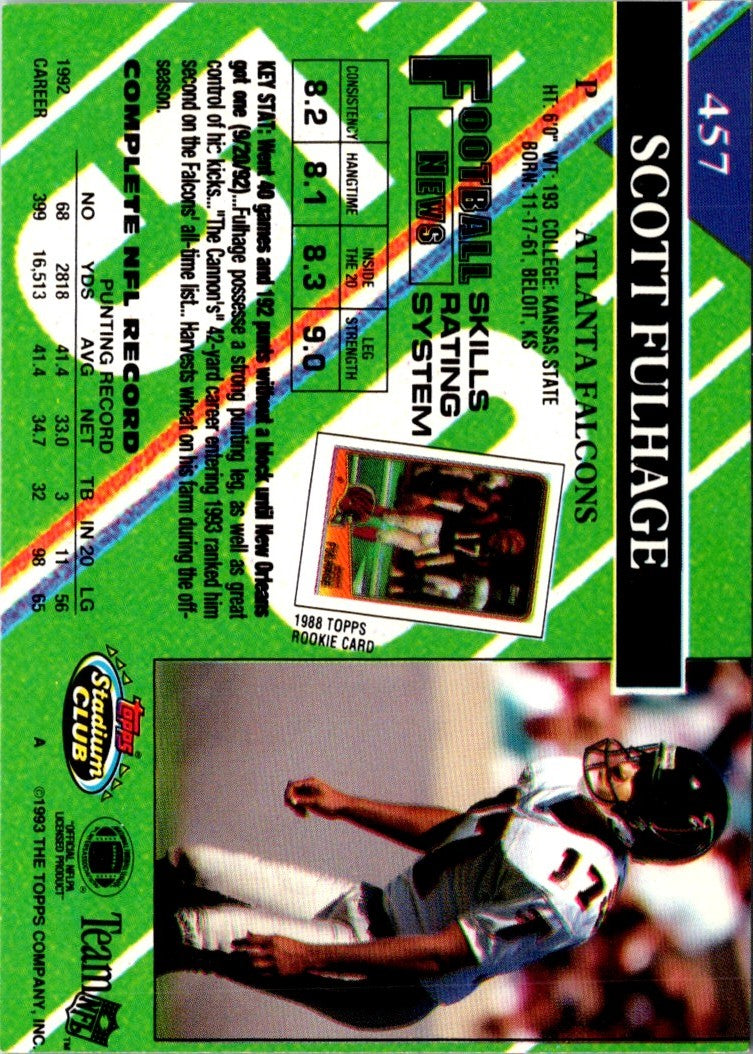 457
SCOTT FULHAGE
P ATLANTA FALCONS
HT: 6'0" WT: 193 COLLEGE: KANSAS STATE
BORN: 11-17-61, BELOIT, KS
FOOTBALL
NEWS
SKILLS
RATING
SYSTEM
CONSISTENCY HANGTIME INSIDE THE 20 LEG STRENGTH
8.2 8.1 8.3 9.0
1988 TOPPS
ROOKIE CARD
KEY STAT: Went 49 games and 192 punts without a block until New Orleans
got one (9/20/92)...Fulhage possesse a strong punting leg, as well as great
control of his kicks... "The Cannon's" 42-yard career entering 1993 ranked him
second on the Falcons' all-time list... Harvests wheat on his farm during the off-
season.
COMPLETE NFL RECORD
PUNTING RECORD
NO YDS AVG NET TB IN 20 LG
1992 68 2818 41.4 33.0 3 11 56
CAREER 399 16,513 41.4 34.7 32 98 65
17
Topps
Stadium
CLUB
A
"OFFICIAL NFLPA
LICENSED PRODUCT"
®
Team NFL™
©1993 THE TOPPS COMPANY, INC.